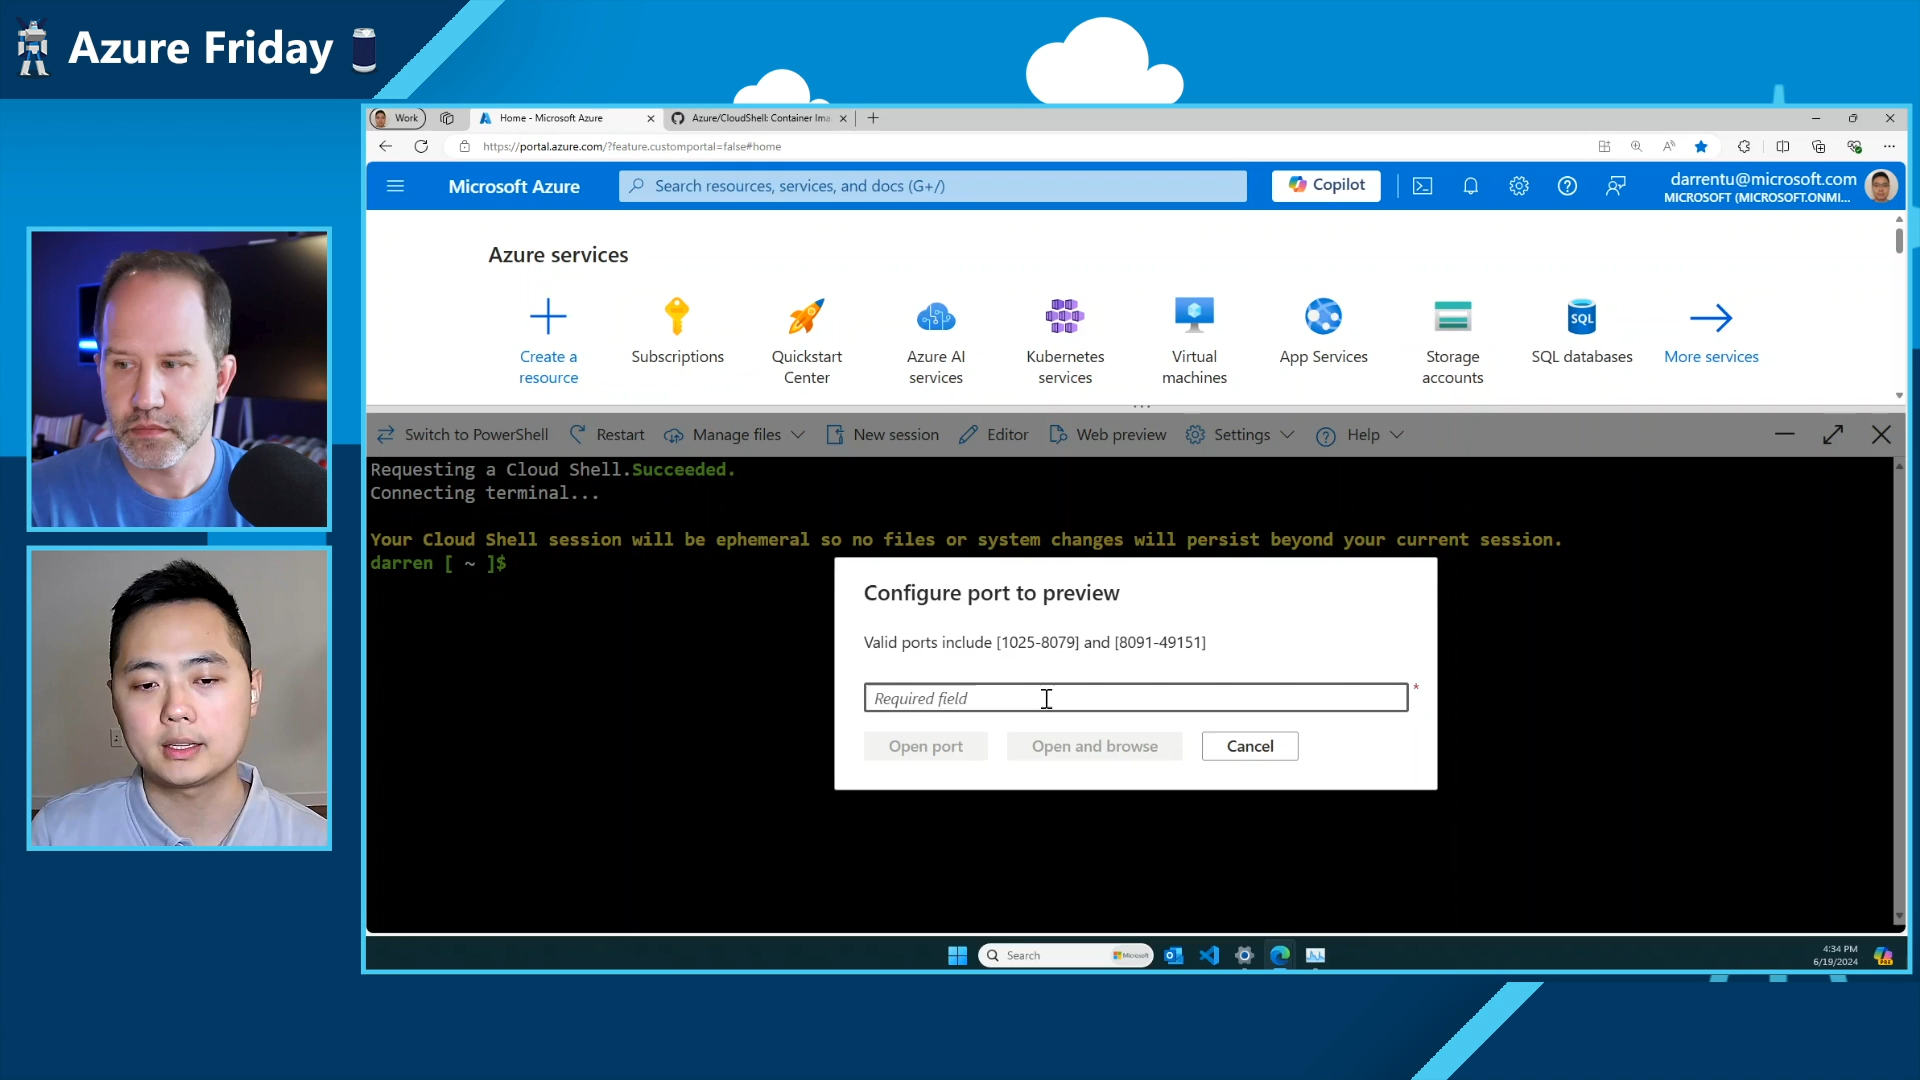 Azure Friday
Work
Home - Microsoft Azure
Azure/CloudShell: Container Ima
https://portal.azure.com/?feature.customportal=false#home
Microsoft Azure
Search resources, services, and docs (G+/)
Copilot
darrentu@microsoft.com
MICROSOFT (MICROSOFT.ONMI...
Azure services
Create a resource
Subscriptions
Quickstart Center
Azure AI services
Kubernetes services
Virtual machines
App Services
Storage accounts
SQL
SQL databases
More services
Switch to PowerShell
Restart
Manage files
New session
Editor
Web preview
Settings
Help
Requesting a Cloud Shell.Succeeded.
Connecting terminal...
Your Cloud Shell session will be ephemeral so no files or system changes will persist beyond your current session.
darren [ ~ ]$
Configure port to preview
Valid ports include [1025-8079] and [8091-49151]
Required field
*
Open port
Open and browse
Cancel
Search
Microsoft
4:34 PM
6/19/2024